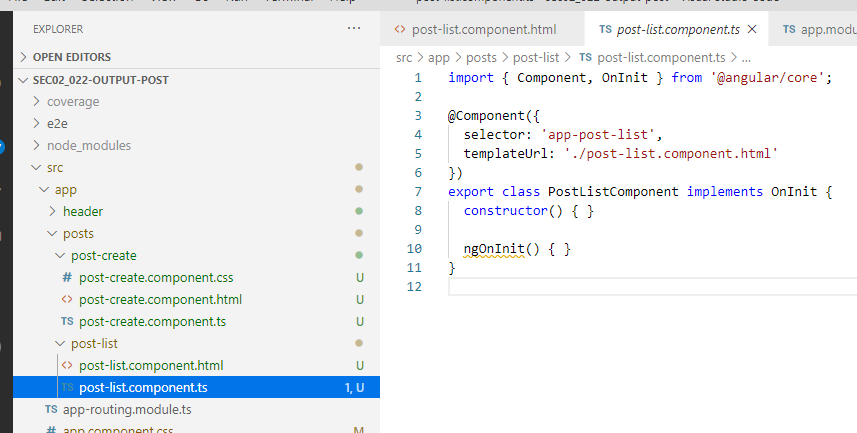 EXPLORER
...
OPEN EDITORS
SEC02_022-OUTPUT-POST
coverage
e2e
node_modules
src
app
header
posts
post-create
# post-create.component.css U
<> post-create.component.html U
TS post-create.component.ts U
post-list
<> post-list.component.html U
TS post-list.component.ts 1, U
TS app-routing.module.ts
app.component.css M
<> post-list.component.html
TS post-list.component.ts ×
TS app.modu
src > app > posts > post-list > TS post-list.component.ts > ...
1 import { Component, OnInit } from '@angular/core';
2
3 @Component({
4 selector: 'app-post-list',
5 templateUrl: './post-list.component.html'
6 })
7 export class PostListComponent implements OnInit {
8 constructor() { }
9
10 ngOnInit() { }
11 }
12